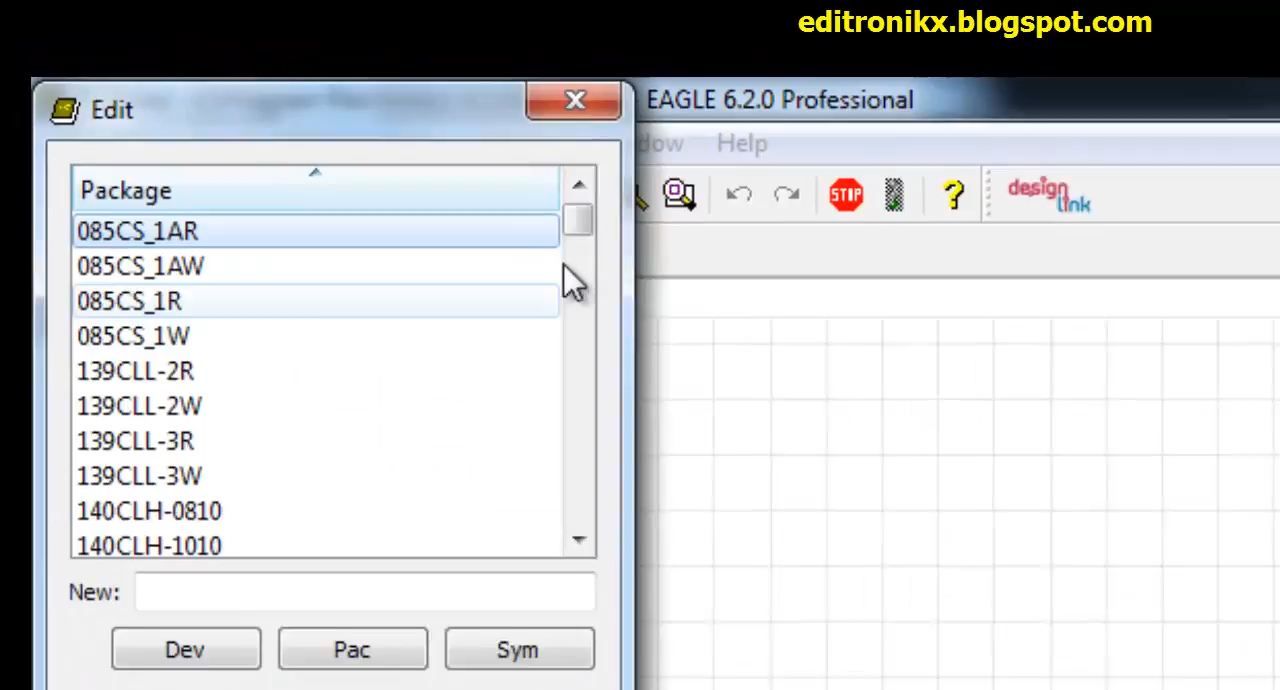 editronikx.blogspot.com
Edit
EAGLE 6.2.0 Professional
dow Help
Package
STOP
?
design
link
085CS_1AR
085CS_1AW
085CS_1R
085CS_1W
139CLL-2R
139CLL-2W
139CLL-3R
139CLL-3W
140CLH-0810
140CLH-1010
New:
Dev Pac Sym